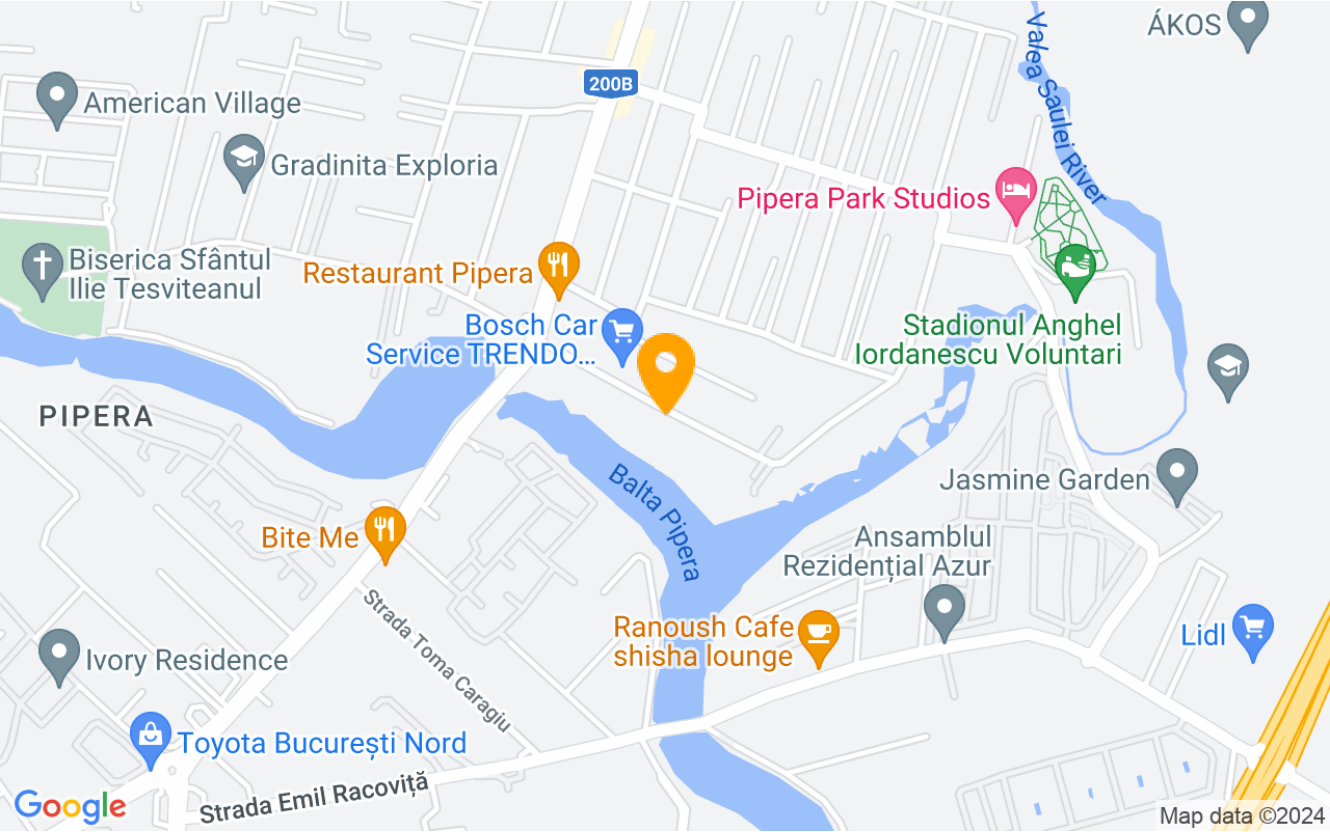 ÁKOS
Valea Saulei River
200B
American Village
Gradinita Exploria
Pipera Park Studios
Biserica Sfântul
Ilie Tesviteanul
Restaurant Pipera
Bosch Car
Service TRENDO...
Stadionul Anghel
Iordanescu Voluntari
PIPERA
Balta Pipera
Jasmine Garden
Bite Me
Ansamblul
Rezidențial Azur
Strada Toma Caragiu
Ranoush Cafe
shisha lounge
Lidl
Ivory Residence
Toyota București Nord
Strada Emil Racoviță
Google
Map data ©2024